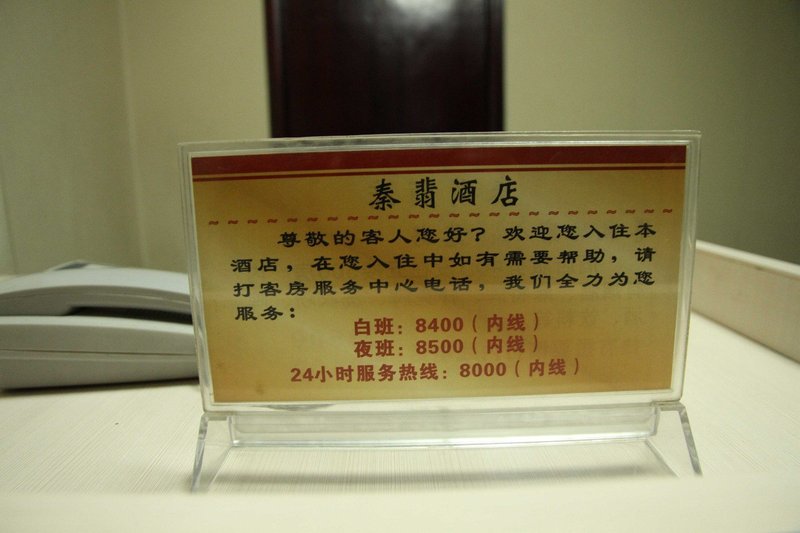 秦翡酒店
尊敬的客人您好？欢迎您入住本
酒店，在您入住中如有需要帮助，请
打客房服务中心电话，我们全力为您
服务：
白班：8400（内线）
夜班：8500（内线）
24小时服务热线：8000（内线）